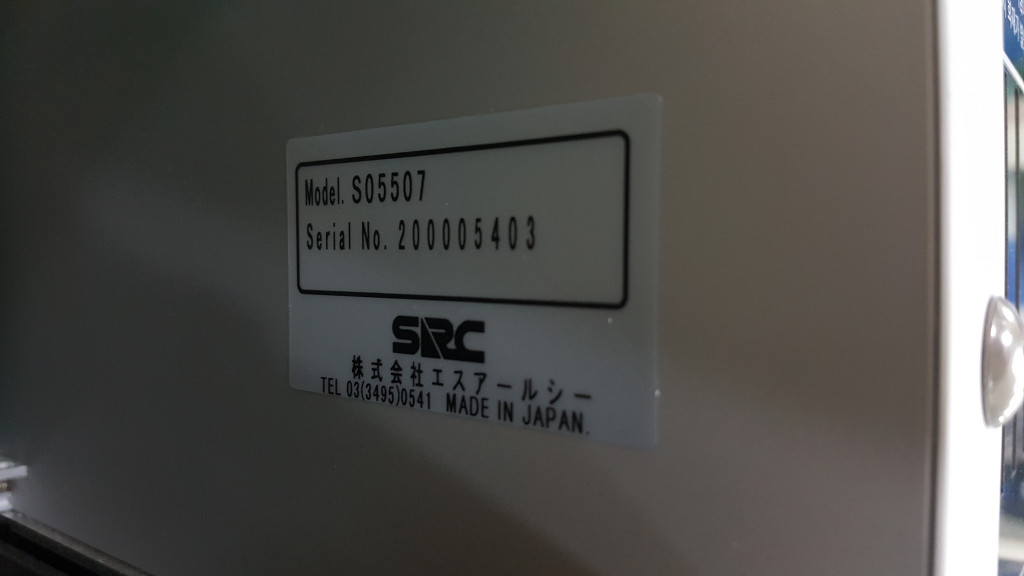 Model. S05507
Serial No. 200005403
SRC
株式会社エスアールシー
TEL 03(3495)0541 MADE IN JAPAN.